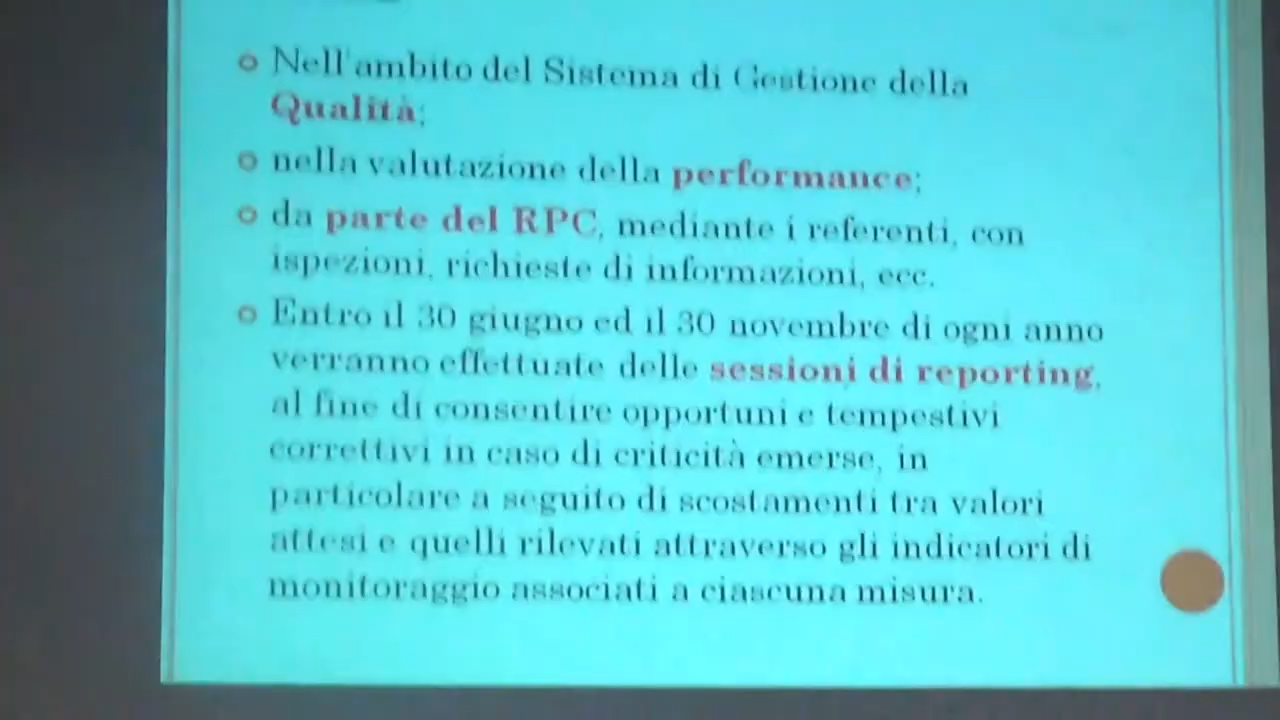 Nell'ambito del Sistema di Gestione della
Qualità;
nella valutazione della performance;
da parte del RPC, mediante i referenti, con
ispezioni, richieste di informazioni, ecc.
Entro il 30 giugno ed il 30 novembre di ogni anno
verranno effettuate delle sessioni di reporting,
al fine di consentire opportuni e tempestivi
correttivi in caso di criticità emerse, in
particolare a seguito di scostamenti tra valori
attesi e quelli rilevati attraverso gli indicatori di
monitoraggio associati a ciascuna misura.